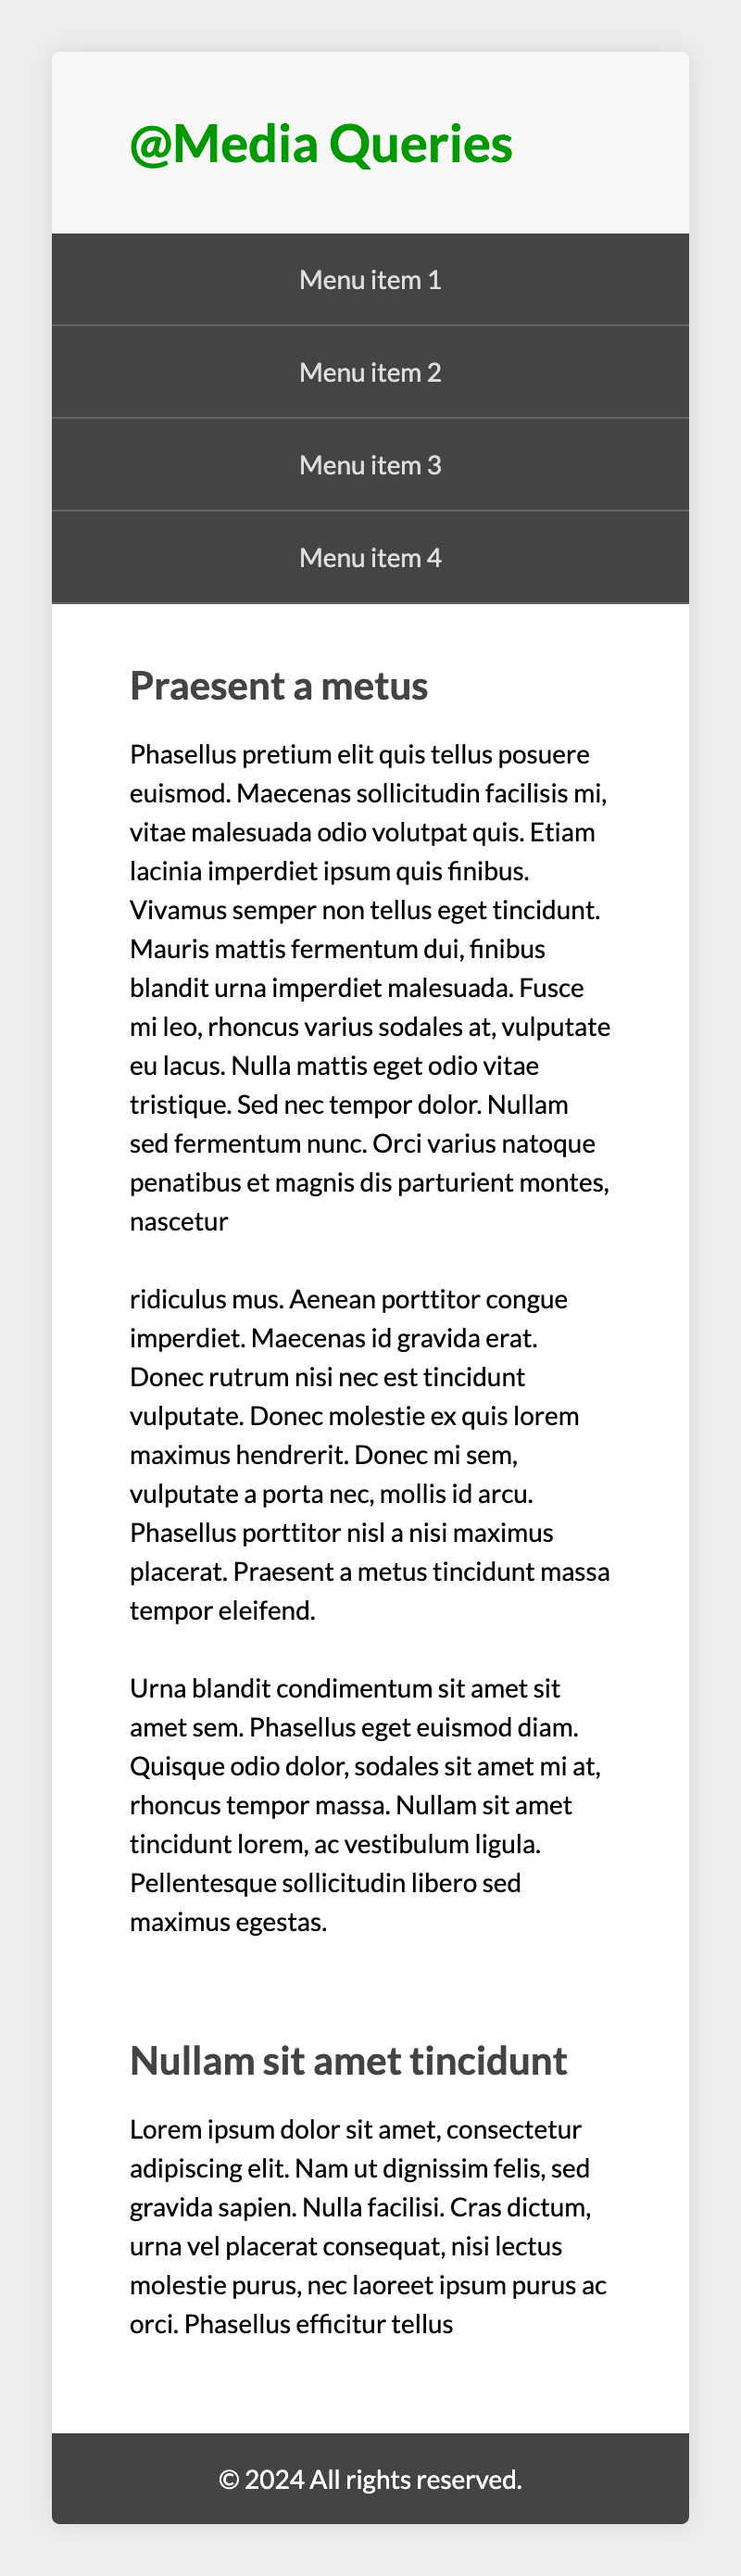 @Media Queries
Menu item 1
Menu item 2
Menu item 3
Menu item 4
Praesent a metus
Phasellus pretium elit quis tellus posuere
euismod. Maecenas sollicitudin facilisis mi,
vitae malesuada odio volutpat quis. Etiam
lacinia imperdiet ipsum quis finibus.
Vivamus semper non tellus eget tincidunt.
Mauris mattis fermentum dui, finibus
blandit urna imperdiet malesuada. Fusce
mi leo, rhoncus varius sodales at, vulputate
eu lacus. Nulla mattis eget odio vitae
tristique. Sed nec tempor dolor. Nullam
sed fermentum nunc. Orci varius natoque
penatibus et magnis dis parturient montes,
nascetur
ridiculus mus. Aenean porttitor congue
imperdiet. Maecenas id gravida erat.
Donec rutrum nisi nec est tincidunt
vulputate. Donec molestie ex quis lorem
maximus hendrerit. Donec mi sem,
vulputate a porta nec, mollis id arcu.
Phasellus porttitor nisl a nisi maximus
placerat. Praesent a metus tincidunt massa
tempor eleifend.
Urna blandit condimentum sit amet sit
amet sem. Phasellus eget euismod diam.
Quisque odio dolor, sodales sit amet mi at,
rhoncus tempor massa. Nullam sit amet
tincidunt lorem, ac vestibulum ligula.
Pellentesque sollicitudin libero sed
maximus egestas.
Nullam sit amet tincidunt
Lorem ipsum dolor sit amet, consectetur
adipiscing elit. Nam ut dignissim felis, sed
gravida sapien. Nulla facilisi. Cras dictum,
urna vel placerat consequat, nisi lectus
molestie purus, nec laoreet ipsum purus ac
orci. Phasellus efficitur tellus
© 2024 All rights reserved.